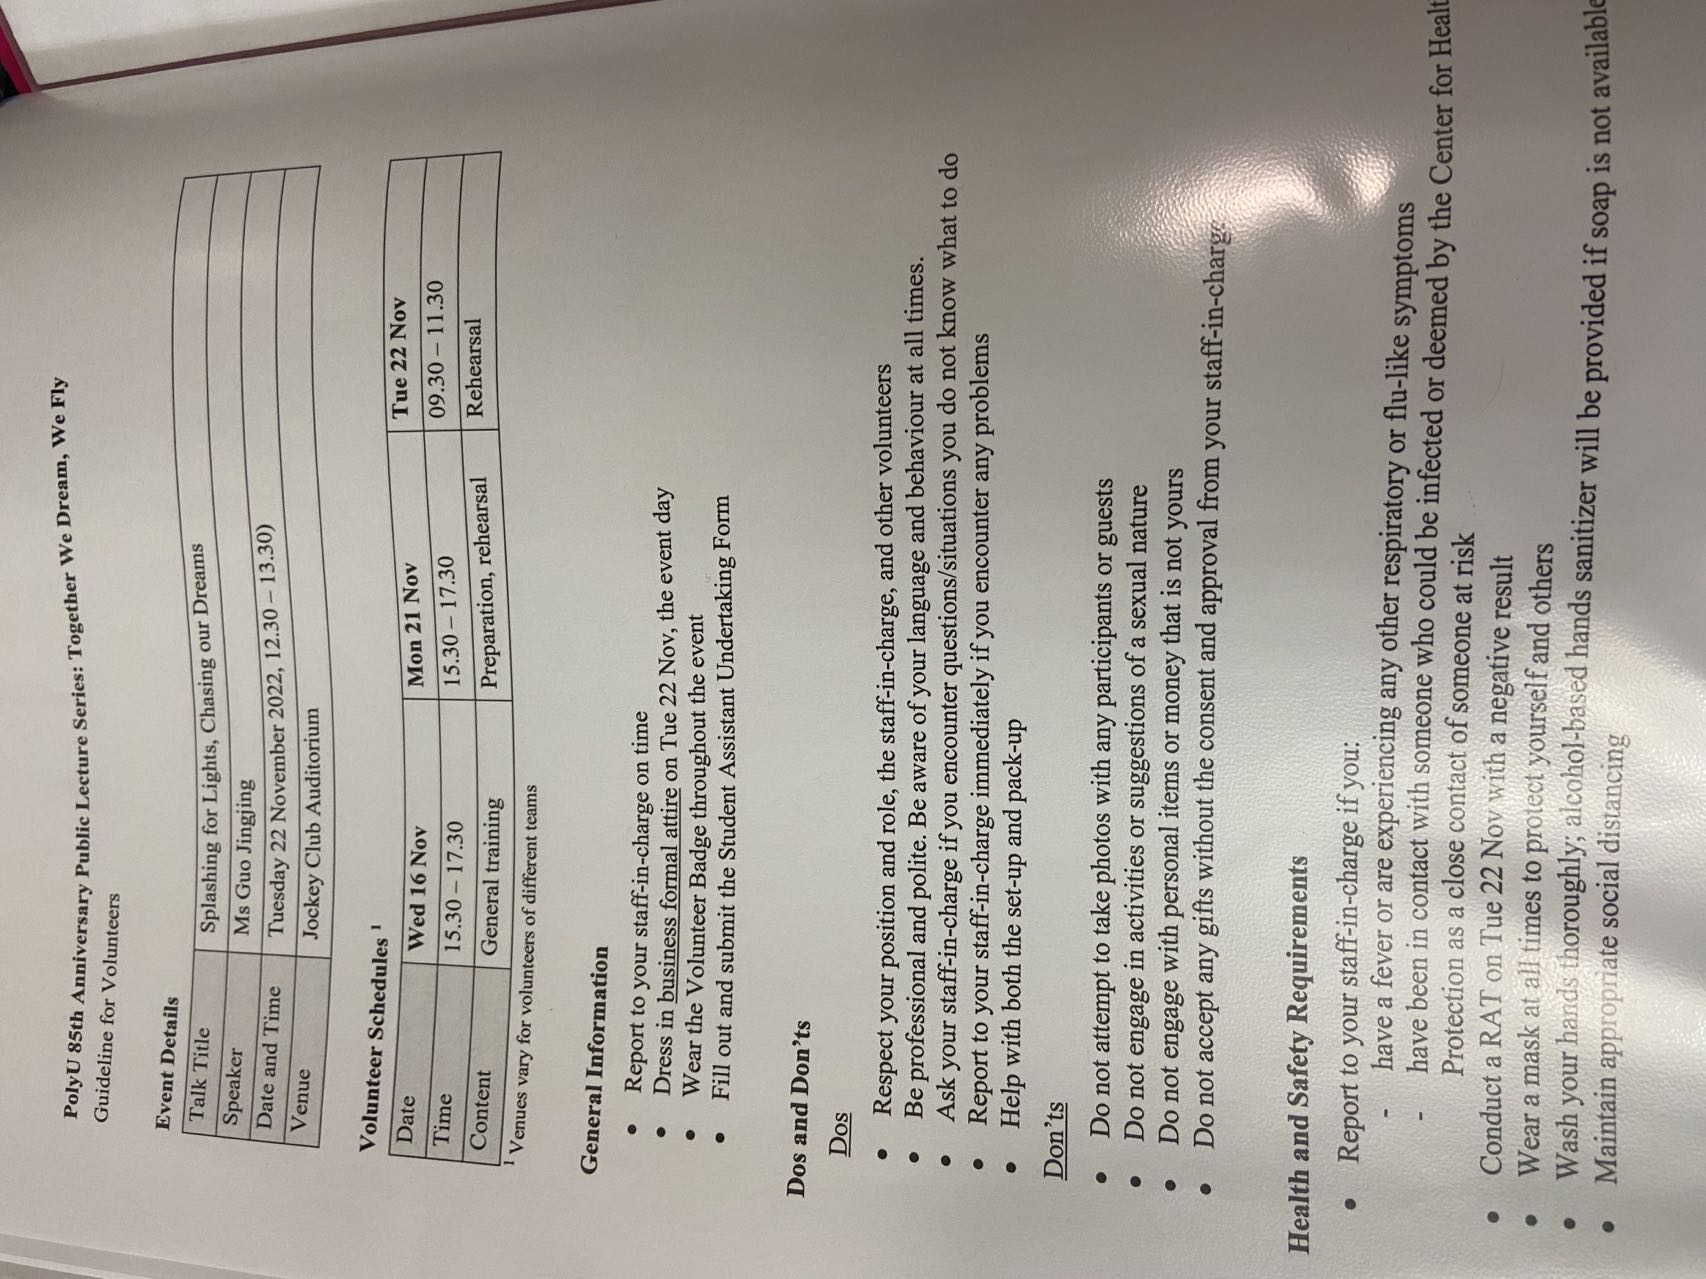 PolyU 85th Anniversary Public Lecture Series: Together We Dream, We Fly
Guideline for Volunteers
Event Details
Talk Title Splashing for Lights, Chasing our Dreams
Speaker Ms Guo Jingjing
Date and Time Tuesday 22 November 2022, 12.30 – 13.30)
Venue Jockey Club Auditorium
Volunteer Schedules ¹
Date Wed 16 Nov Mon 21 Nov Tue 22 Nov
Time 15.30 – 17.30 15.30 – 17.30 09.30 – 11.30
Content General training Preparation, rehearsal Rehearsal
¹ Venues vary for volunteers of different teams
General Information
• Report to your staff-in-charge on time
• Dress in business formal attire on Tue 22 Nov, the event day
• Wear the Volunteer Badge throughout the event
• Fill out and submit the Student Assistant Undertaking Form
Dos and Don'ts
Dos
• Respect your position and role, the staff-in-charge, and other volunteers
• Be professional and polite. Be aware of your language and behaviour at all times.
• Ask your staff-in-charge if you encounter questions/situations you do not know what to do
• Report to your staff-in-charge immediately if you encounter any problems
• Help with both the set-up and pack-up
Don'ts
• Do not attempt to take photos with any participants or guests
• Do not engage in activities or suggestions of a sexual nature
• Do not engage with personal items or money that is not yours
• Do not accept any gifts without the consent and approval from your staff-in-charge
Health and Safety Requirements
• Report to your staff-in-charge if you:
- have a fever or are experiencing any other respiratory or flu-like symptoms
- have been in contact with someone who could be infected or deemed by the Center for Healt
Protection as a close contact of someone at risk
• Conduct a RAT on Tue 22 Nov with a negative result
• Wear a mask at all times to protect yourself and others
• Wash your hands thoroughly; alcohol-based hands sanitizer will be provided if soap is not available
• Maintain appropriate social distancing